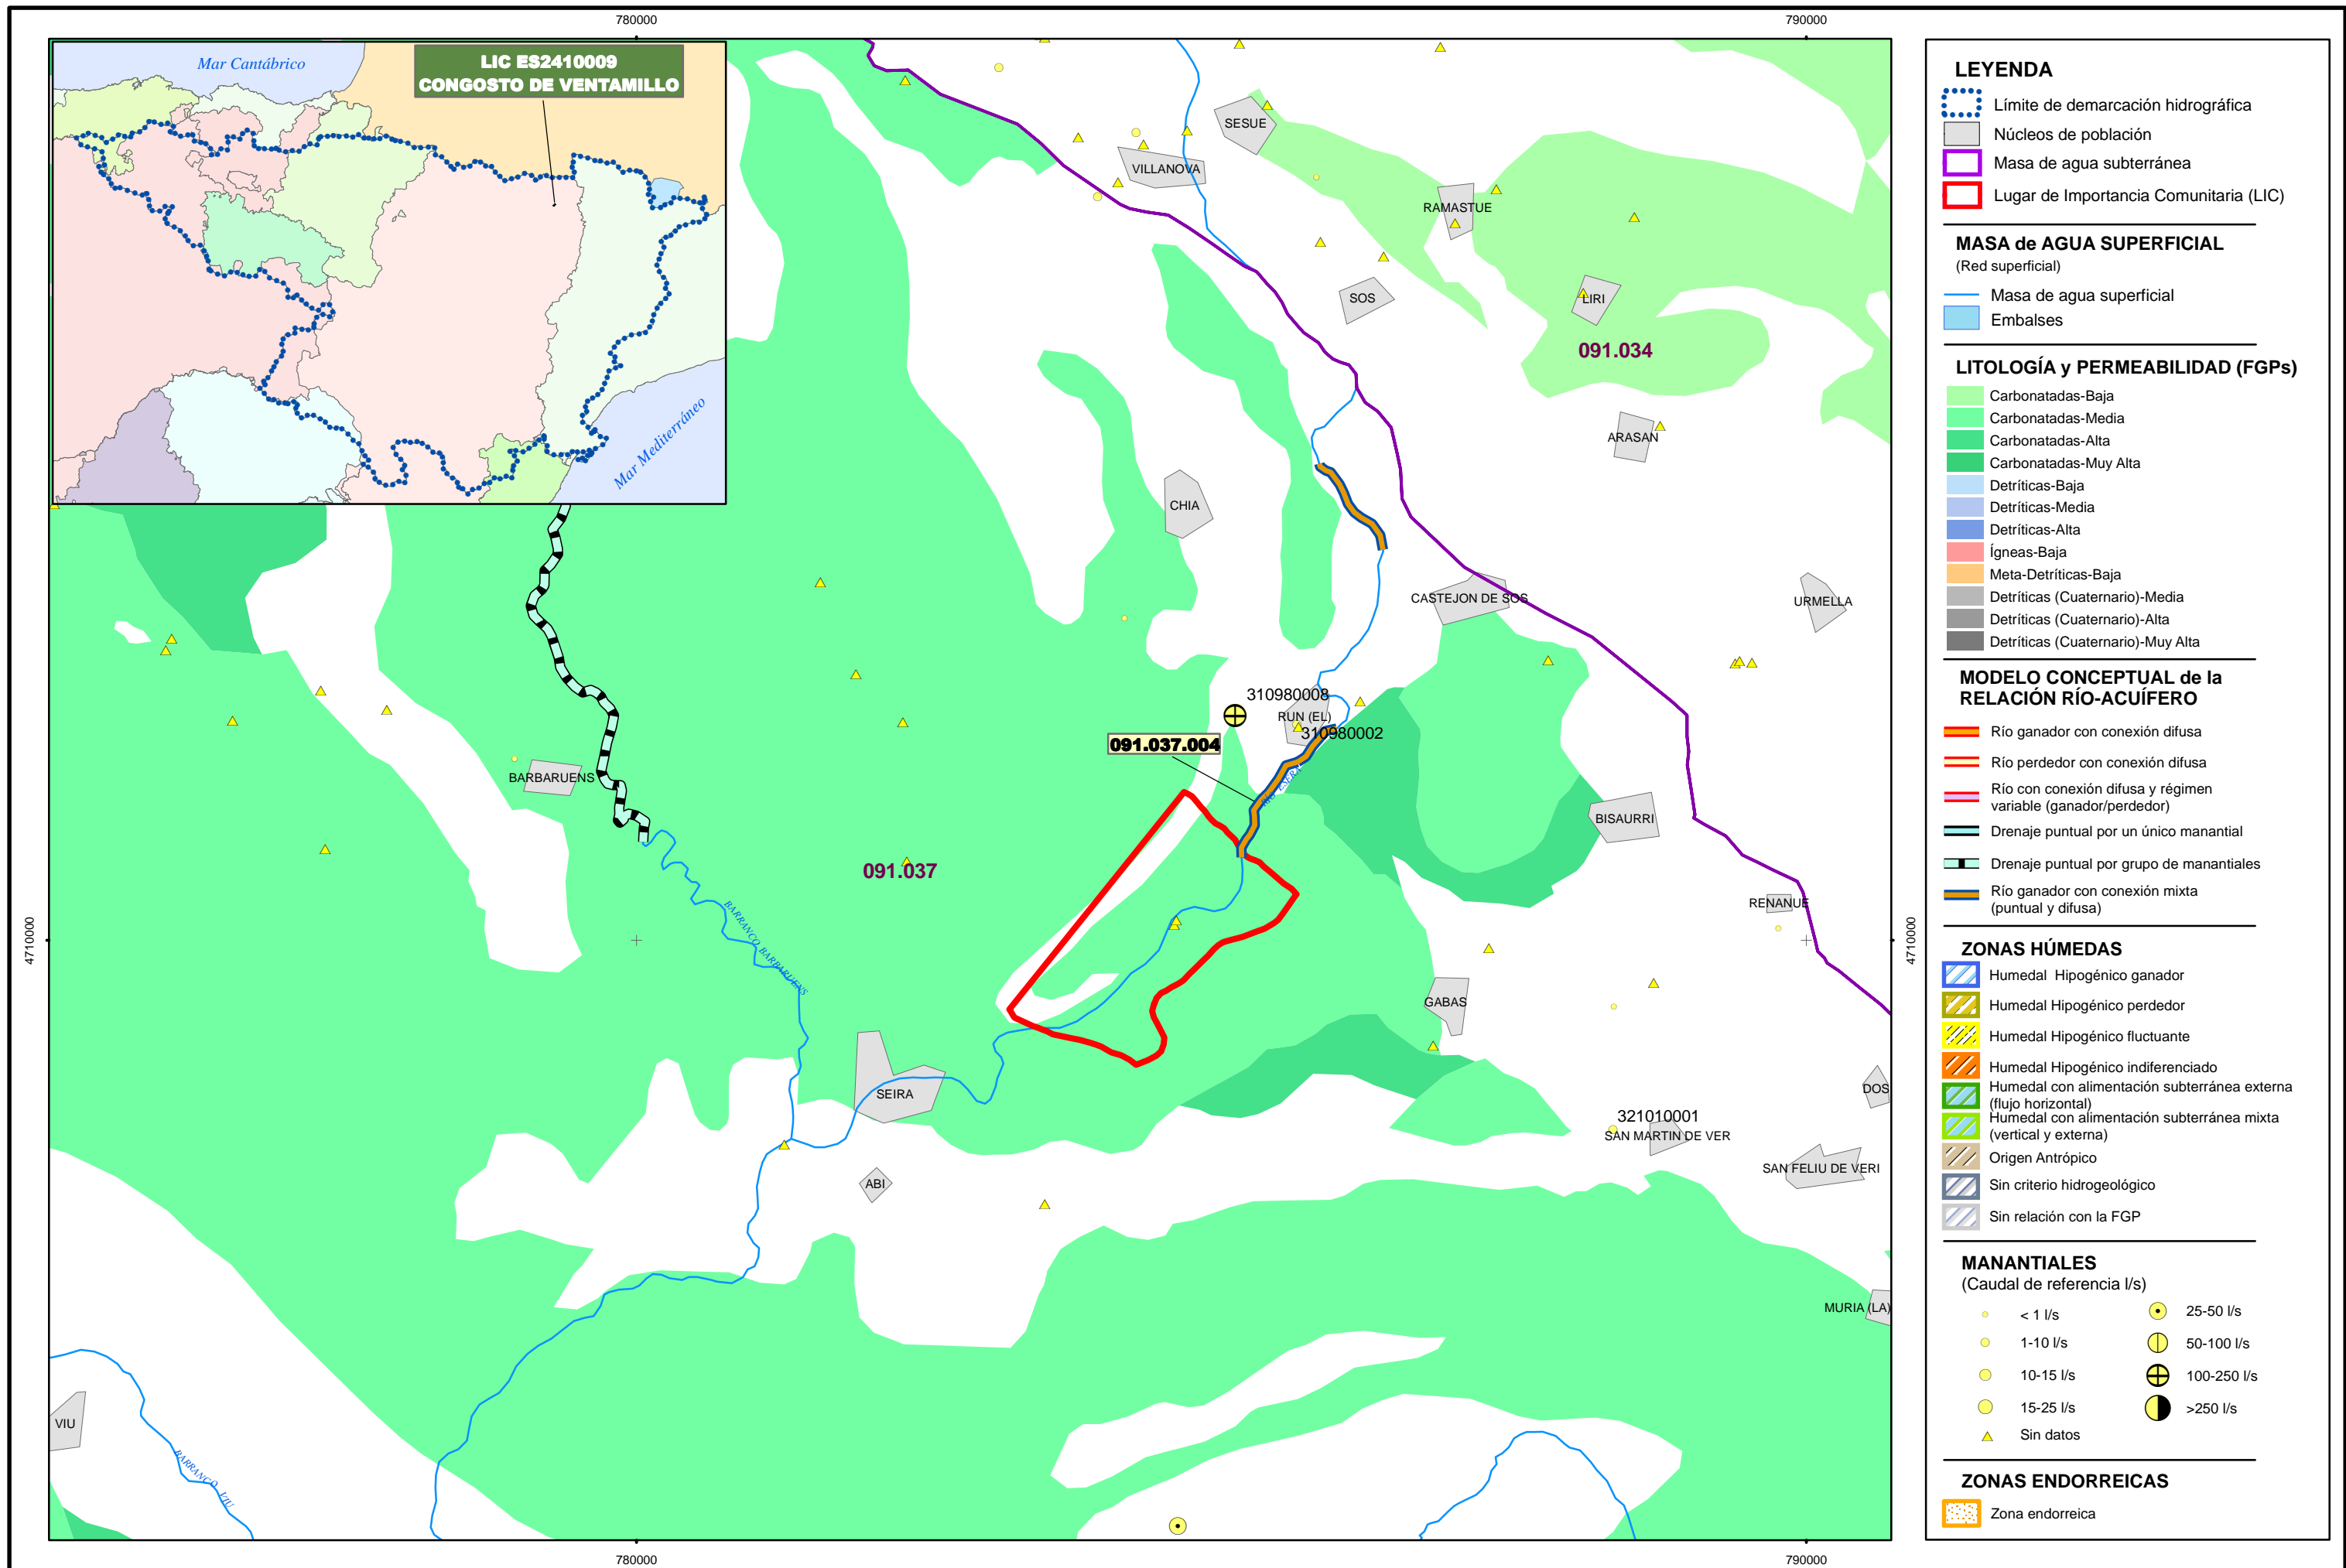 780000
790000
LIC ES2410009
CONGOSTO DE VENTAMILLO
Mar Cantábrico
Mar Mediterráneo
SESUE
VILLANOVA
RAMASTUE
SOS
LIRI
091.034
ARASAN
CHIA
CASTEJON DE SOS
URMELLA
310980008
RUN (EL)
310980002
091.037.004
RIO ESERA
BARBARUENS
BISAURRI
091.037
RENANUE
BARRANCO BARBARUENS
4710000
4710000
GABAS
SEIRA
DOS
321010001
SAN MARTIN DE VER
SAN FELIU DE VERI
ABI
MURIA (LA)
VIU
BARRANCO VIU
780000
790000
LEYENDA
Límite de demarcación hidrográfica
Núcleos de población
Masa de agua subterránea
Lugar de Importancia Comunitaria (LIC)
MASA de AGUA SUPERFICIAL
(Red superficial)
Masa de agua superficial
Embalses
LITOLOGÍA y PERMEABILIDAD (FGPs)
Carbonatadas-Baja
Carbonatadas-Media
Carbonatadas-Alta
Carbonatadas-Muy Alta
Detríticas-Baja
Detríticas-Media
Detríticas-Alta
Ígneas-Baja
Meta-Detríticas-Baja
Detríticas (Cuaternario)-Media
Detríticas (Cuaternario)-Alta
Detríticas (Cuaternario)-Muy Alta
MODELO CONCEPTUAL de la
RELACIÓN RÍO-ACUÍFERO
Río ganador con conexión difusa
Río perdedor con conexión difusa
Río con conexión difusa y régimen
variable (ganador/perdedor)
Drenaje puntual por un único manantial
Drenaje puntual por grupo de manantiales
Río ganador con conexión mixta
(puntual y difusa)
ZONAS HÚMEDAS
Humedal Hipogénico ganador
Humedal Hipogénico perdedor
Humedal Hipogénico fluctuante
Humedal Hipogénico indiferenciado
Humedal con alimentación subterránea externa
(flujo horizontal)
Humedal con alimentación subterránea mixta
(vertical y externa)
Origen Antrópico
Sin criterio hidrogeológico
Sin relación con la FGP
MANANTIALES
(Caudal de referencia l/s)
< 1 l/s
1-10 l/s
10-15 l/s
15-25 l/s
Sin datos
25-50 l/s
50-100 l/s
100-250 l/s
>250 l/s
ZONAS ENDORREICAS
Zona endorreica